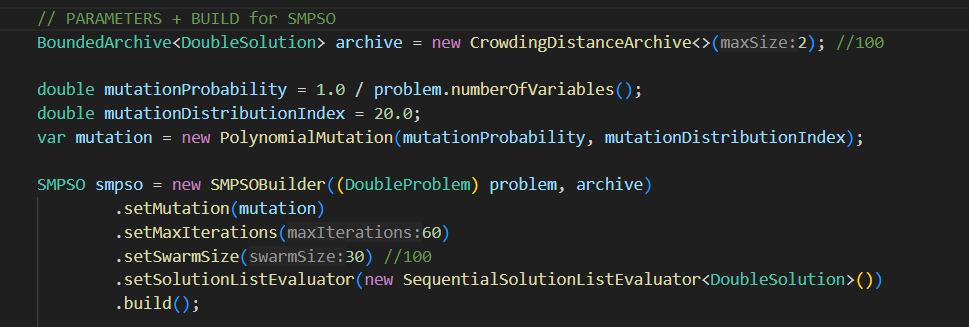 // PARAMETERS + BUILD for SMPSO
BoundedArchive<DoubleSolution> archive = new CrowdingDistanceArchive<>(maxSize:2); //100
double mutationProbability = 1.0 / problem.numberOfVariables();
double mutationDistributionIndex = 20.0;
var mutation = new PolynomialMutation(mutationProbability, mutationDistributionIndex);
SMPSO smpso = new SMPSOBuilder((DoubleProblem) problem, archive)
.setMutation(mutation)
.setMaxIterations(maxIterations:60)
.setSwarmSize(swarmSize:30) //100
.setSolutionListEvaluator(new SequentialSolutionListEvaluator<DoubleSolution>())
.build();